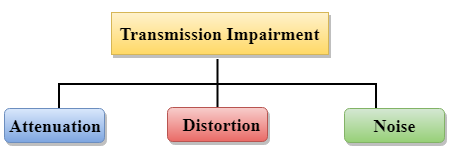 Transmission Impairment
Attenuation
Distortion
Noise